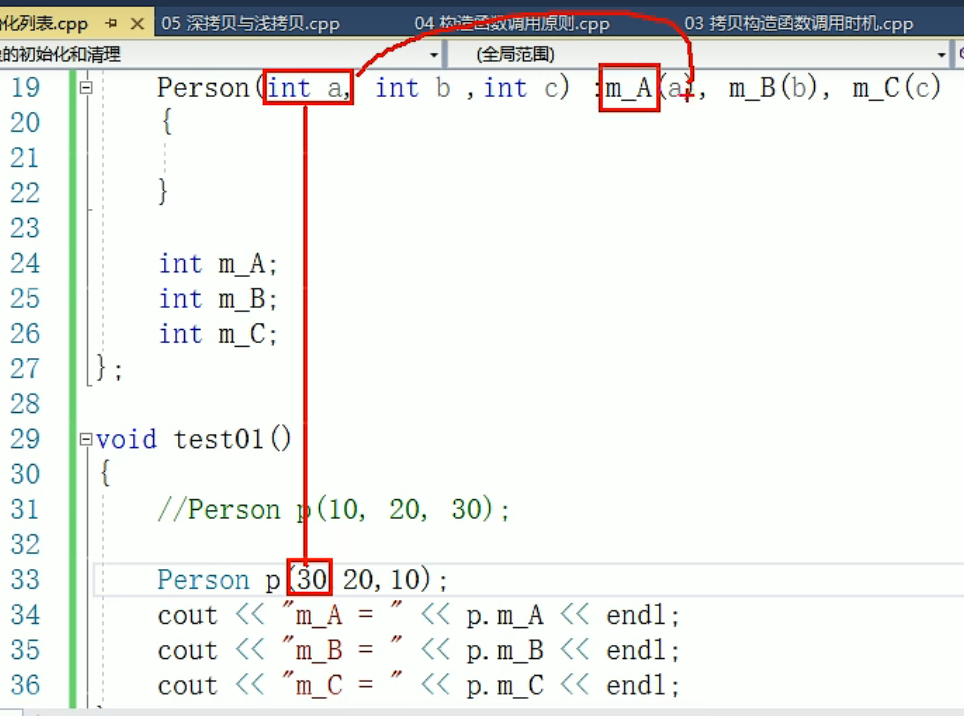 化列表.cpp 05 深拷贝与浅拷贝.cpp 04 构造函数调用原则.cpp 03 拷贝构造函数调用时机.cpp
的初始化和清理 (全局范围)
19 Person(int a, int b ,int c) :m_A(a), m_B(b), m_C(c)
20 {
21
22 }
23
24 int m_A;
25 int m_B;
26 int m_C;
27 };
28
29 void test01()
30 {
31 //Person p(10, 20, 30);
32
33 Person p(30 20,10);
34 cout << "m_A = " << p.m_A << endl;
35 cout << "m_B = " << p.m_B << endl;
36 cout << "m_C = " << p.m_C << endl;